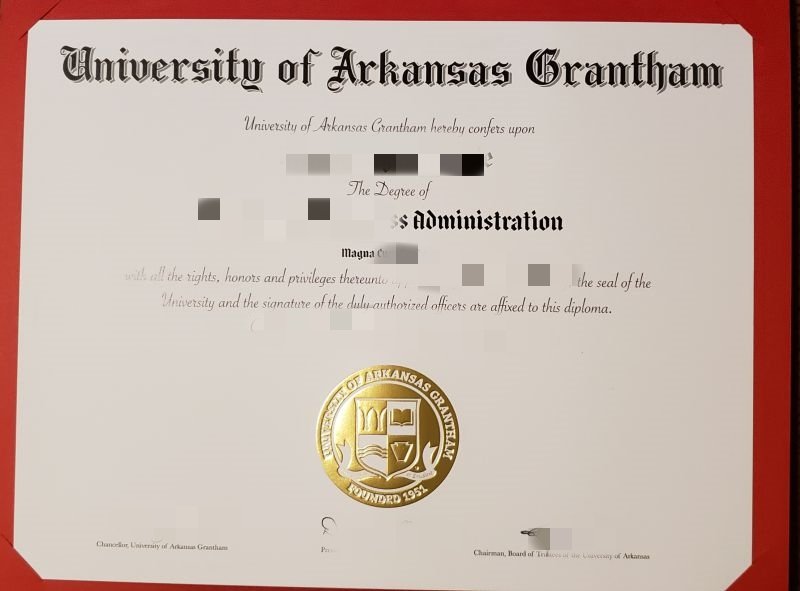 University of Arkansas Grantham
University of Arkansas Grantham hereby confers upon
The Degree of
Administration
Magna
with all the rights, honors and privileges thereunto the seal of the
University and the signature of the duly authorized officers are affixed to this diploma.
UNIVERSITY OF ARKANSAS GRANTHAM
FOUNDED 1951
Chancellor, University of Arkansas Grantham
Chairman, Board of Trustees of the University of Arkansas